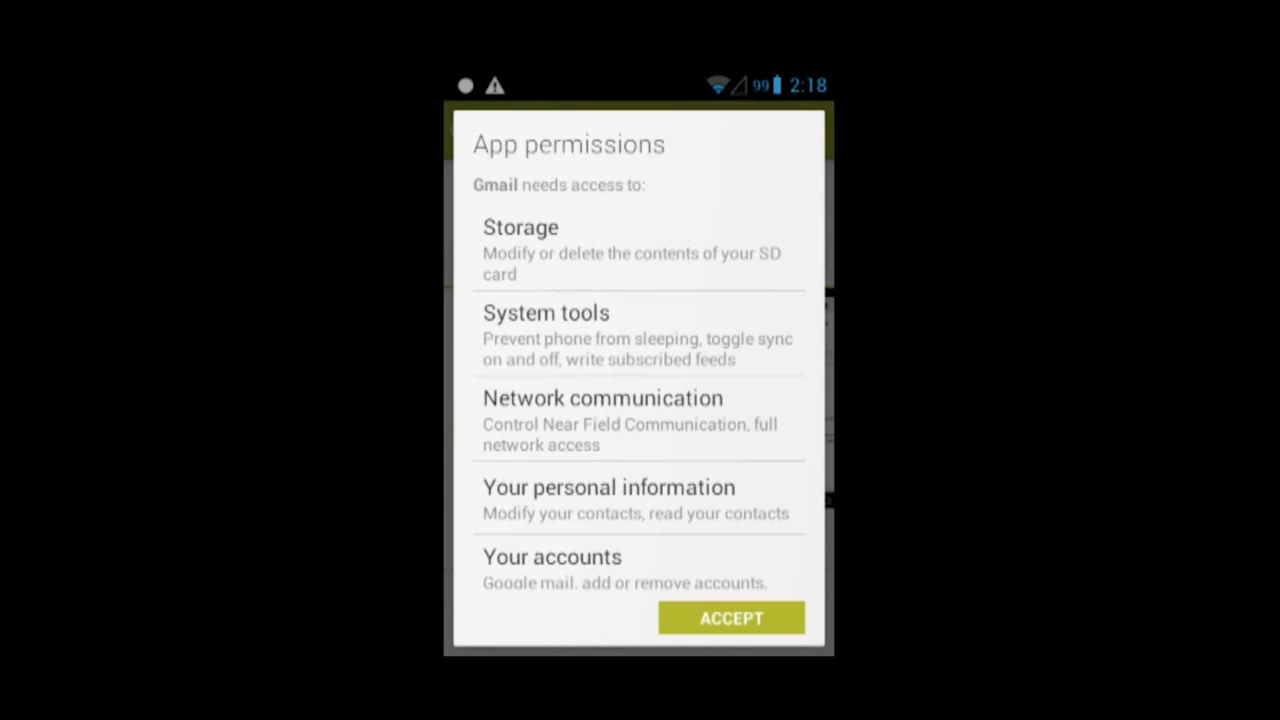 99 2:18
App permissions
Gmail needs access to:
Storage
Modify or delete the contents of your SD
card
System tools
Prevent phone from sleeping, toggle sync
on and off, write subscribed feeds
Network communication
Control Near Field Communication, full
network access
Your personal information
Modify your contacts, read your contacts
Your accounts
Google mail, add or remove accounts,
ACCEPT